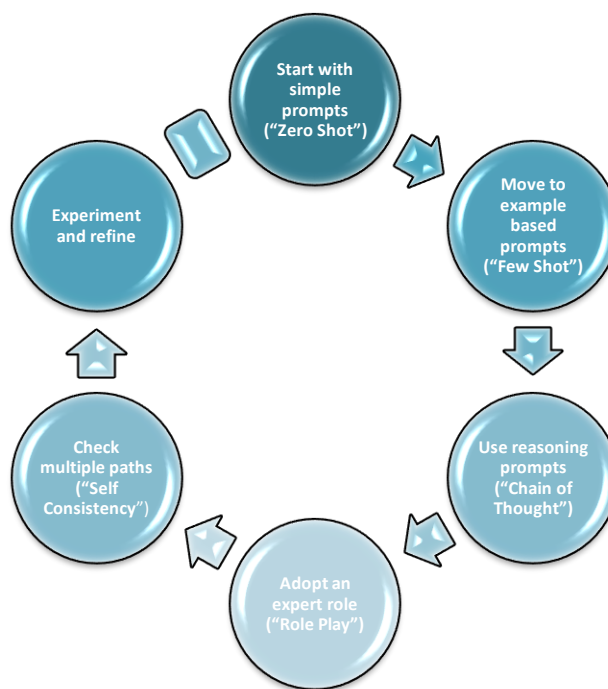 Start with
simple
prompts
(“Zero Shot”)
Move to
example
based
prompts
(“Few Shot”)
Use reasoning
prompts
(“Chain of
Thought”)
Adopt an
expert role
(“Role Play”)
Check
multiple paths
(“Self
Consistency”)
Experiment
and refine